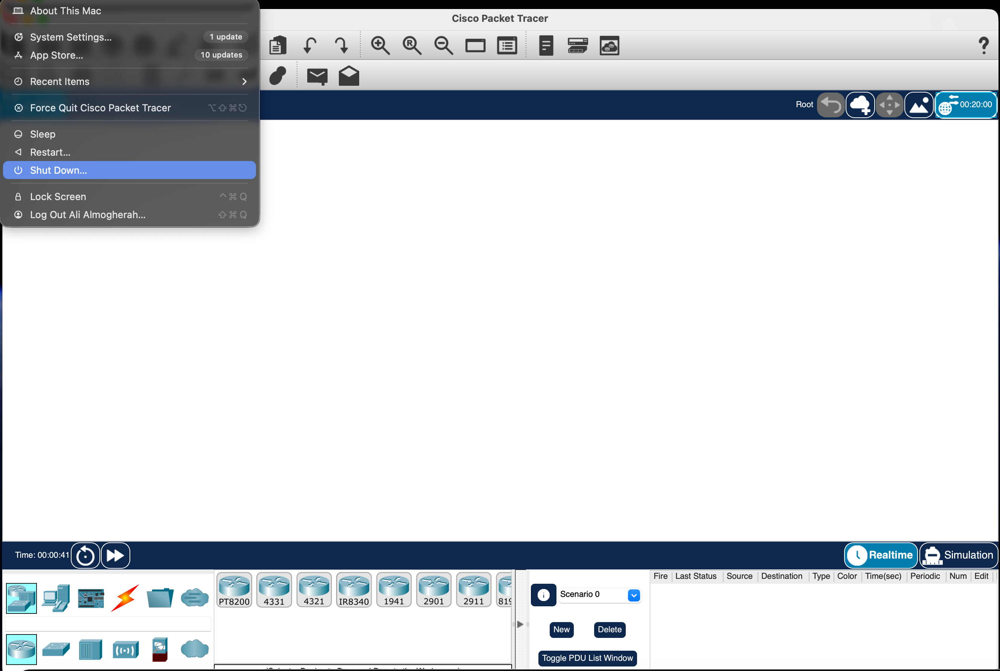 About This Mac
System Settings... 1 update
App Store... 10 updates
Recent Items
Force Quit Cisco Packet Tracer ⌥⇧⌘⎋
Sleep
Restart...
Shut Down...
Lock Screen ^⌘Q
Log Out Ali Almogherah... ⇧⌘Q
Cisco Packet Tracer
R
?
Root 00:20:00
Time: 00:00:41
Realtime Simulation
PT8200 4331 4321 IR8340 1941 2901 2911
Scenario 0
New Delete
Toggle PDU List Window
Fire Last Status Source Destination Type Color Time(sec) Periodic Num Edit